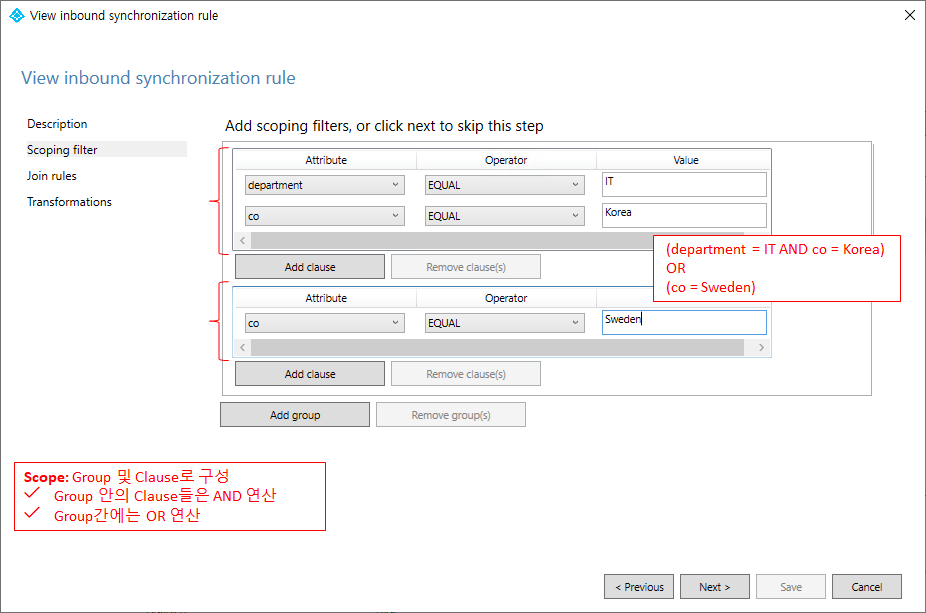 View inbound synchronization rule
View inbound synchronization rule
Description
Scoping filter
Join rules
Transformations
Add scoping filters, or click next to skip this step
Attribute Operator Value
department EQUAL IT
co EQUAL Korea
Add clause Remove clause(s)
(department = IT AND co = Korea)
OR
(co = Sweden)
Attribute Operator
co EQUAL Sweden
Add clause Remove clause(s)
Add group Remove group(s)
Scope: Group 및 Clause로 구성
Group 안의 Clause들은 AND 연산
Group간에는 OR 연산
< Previous Next > Save Cancel